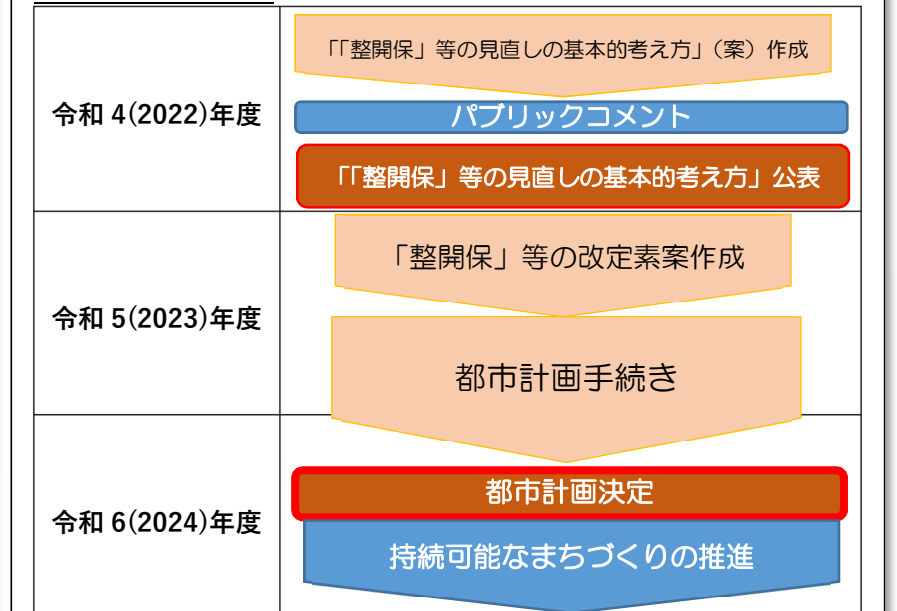 令和 4(2022)年度
「「整開保」等の見直しの基本的考え方」（案）作成
パブリックコメント
「「整開保」等の見直しの基本的考え方」公表
令和 5(2023)年度
「整開保」等の改定素案作成
都市計画手続き
令和 6(2024)年度
都市計画決定
持続可能なまちづくりの推進